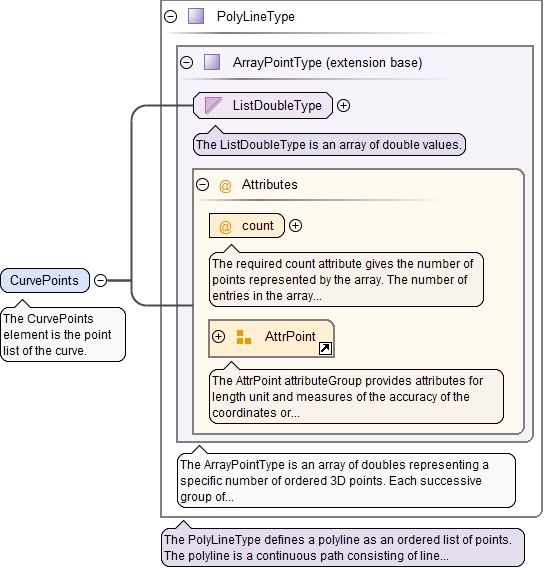 PolyLineType
ArrayPointType (extension base)
ListDoubleType
The ListDoubleType is an array of double values.
@ Attributes
@ count
The required count attribute gives the number of
points represented by the array. The number of
entries in the array...
CurvePoints
The CurvePoints
element is the point
list of the curve.
AttrPoint
The AttrPoint attributeGroup provides attributes for
length unit and measures of the accuracy of the
coordinates or...
The ArrayPointType is an array of doubles representing a
specific number of ordered 3D points. Each successive
group of...
The PolyLineType defines a polyline as an ordered list of points.
The polyline is a continuous path consisting of line...